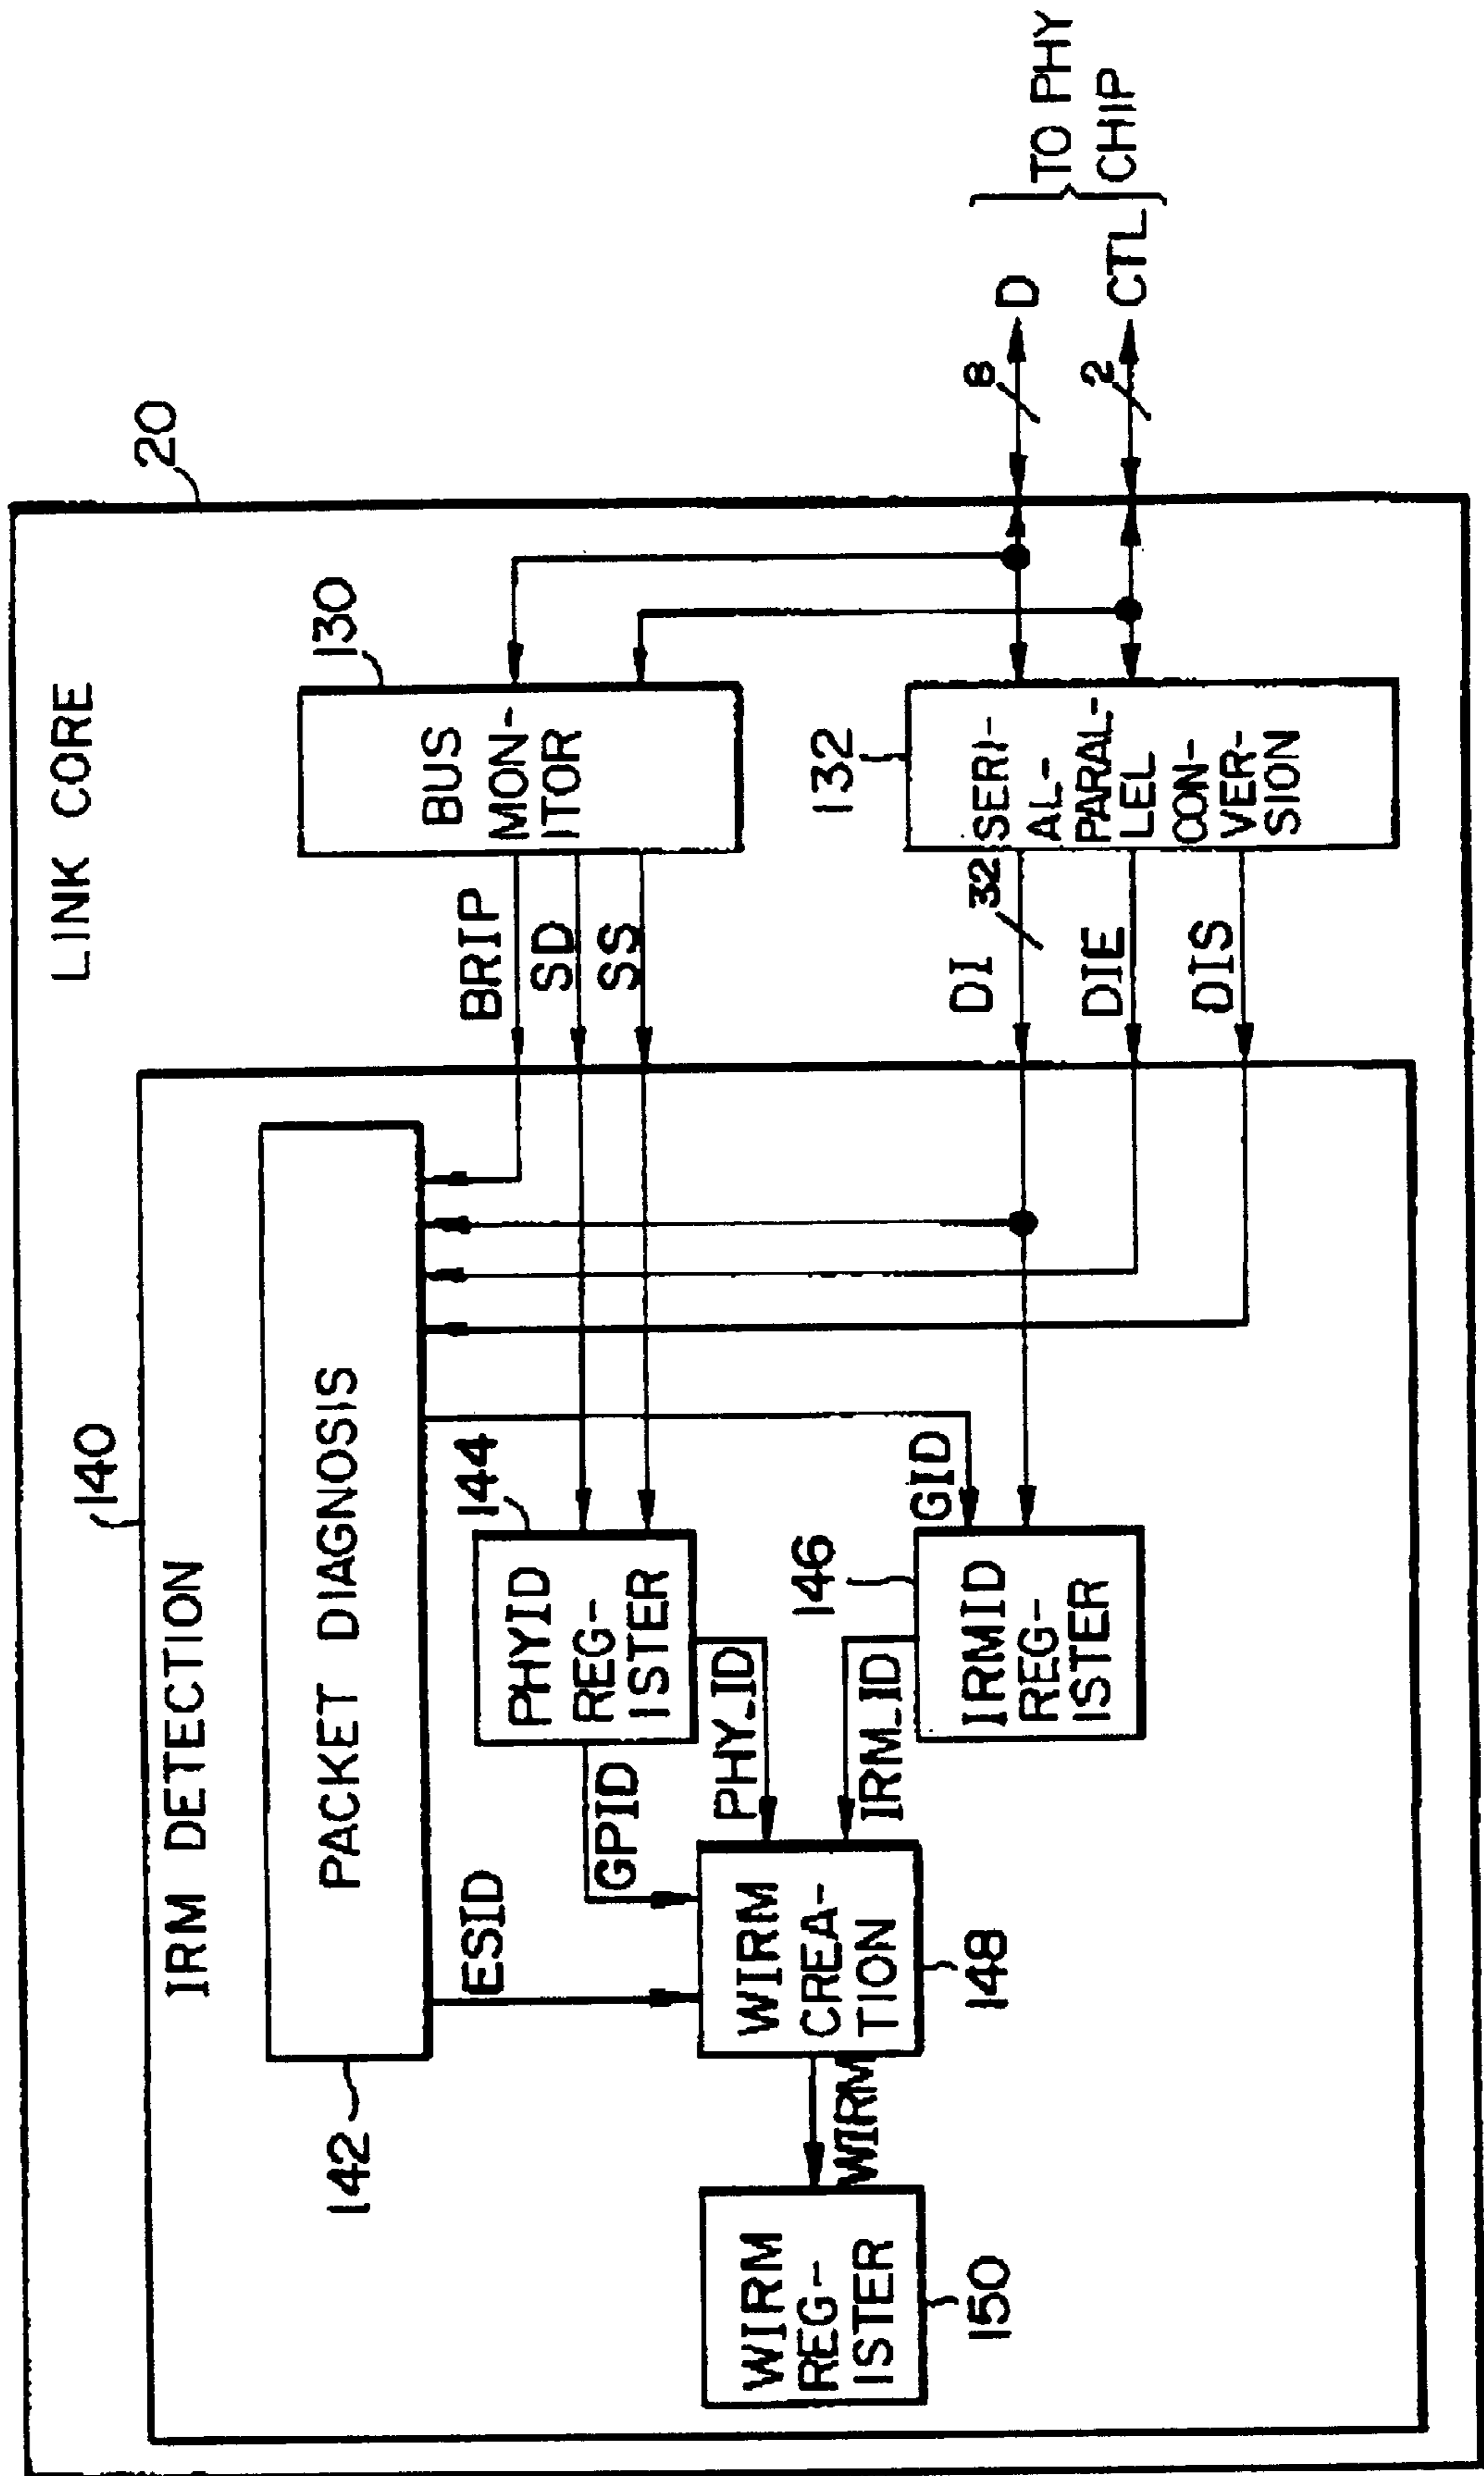 LINK CORE
20
140
IRM DETECTION
142
PACKET DIAGNOSIS
130
BUS
MON-
ITOR
BRIP
SD
SS
ESID
144
PHYID
REG-
ISTER
GPID
PHY_ID
GID
146
IRMID
REG-
ISTER
IRM_ID
WIRM
REG-
ISTER
150
WIRM
WIRM
CREA-
TION
148
132
SERI-
AL-
PARAL-
LEL
CON-
VER-
SION
DI
32
DIE
DIS
8
D
2
CTL
TO PHY
CHIP